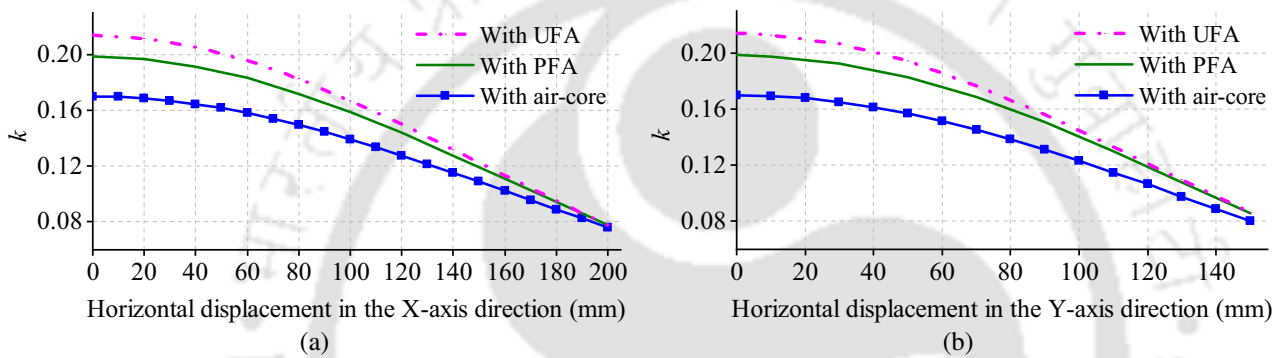 0.20
0.16
0.12
0.08
k
With UFA
With PFA
With air-core
0 20 40 60 80 100 120 140 160 180 200
Horizontal displacement in the X-axis direction (mm)
(a)
0.20
0.16
0.12
0.08
k
With UFA
With PFA
With air-core
0 20 40 60 80 100 120 140
Horizontal displacement in the Y-axis direction (mm)
(b)